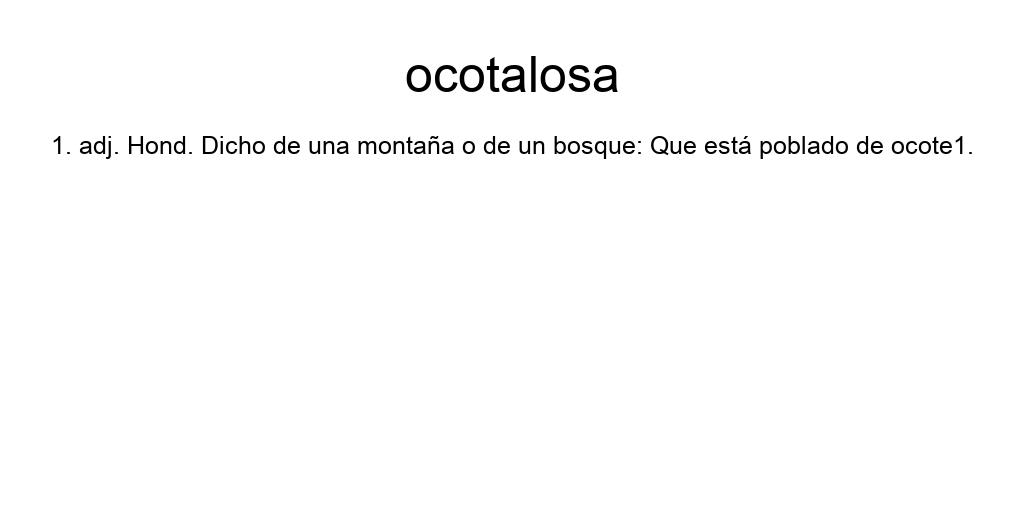 ocotalosa
1. adj. Hond. Dicho de una montaña o de un bosque: Que está poblado de ocote1.